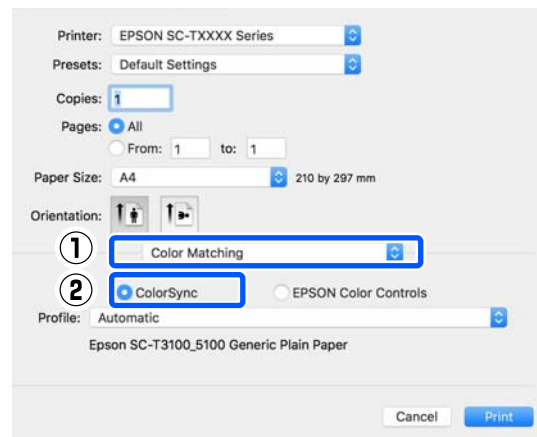 Printer: EPSON SC-TXXXX Series
Presets: Default Settings
Copies: 1
Pages: All
From: 1 to: 1
Paper Size: A4 210 by 297 mm
Orientation:
① Color Matching
② ColorSync EPSON Color Controls
Profile: Automatic
Epson SC-T3100_5100 Generic Plain Paper
Cancel Print